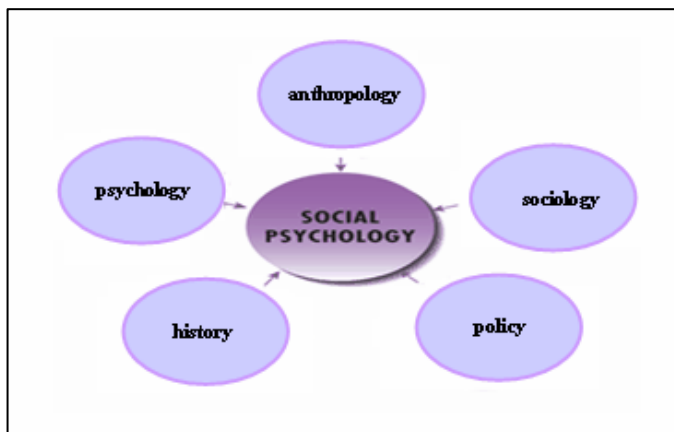 anthropology
psychology
SOCIAL
PSYCHOLOGY
sociology
history
policy